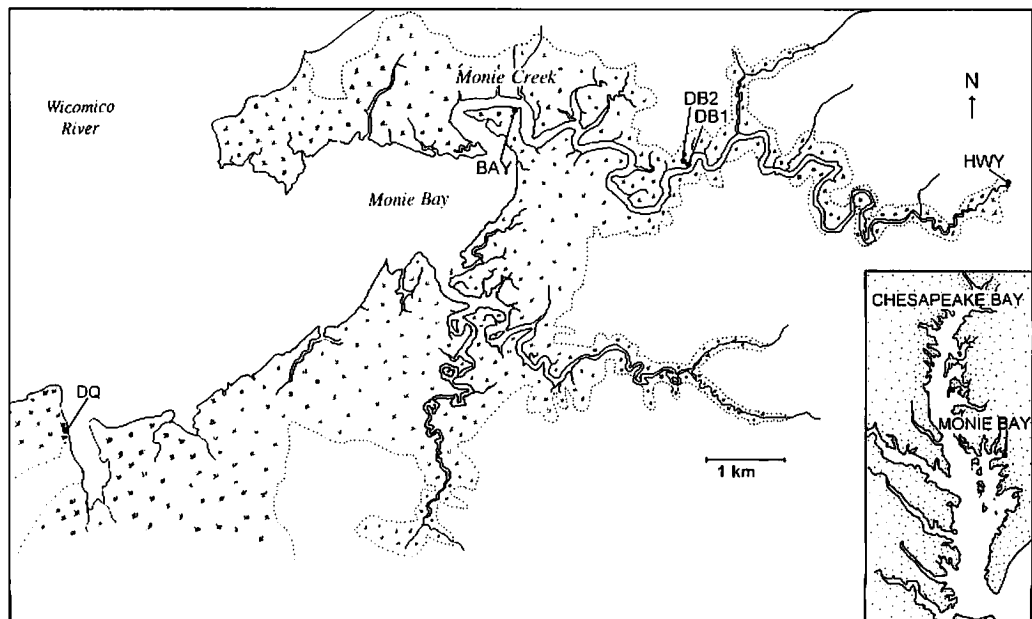 Monie Creek
N
Wicomico
River
DB2
DB1
HWY
BAY
Monie Bay
CHESAPEAKE BAY
MONIE BAY
DQ
1 km